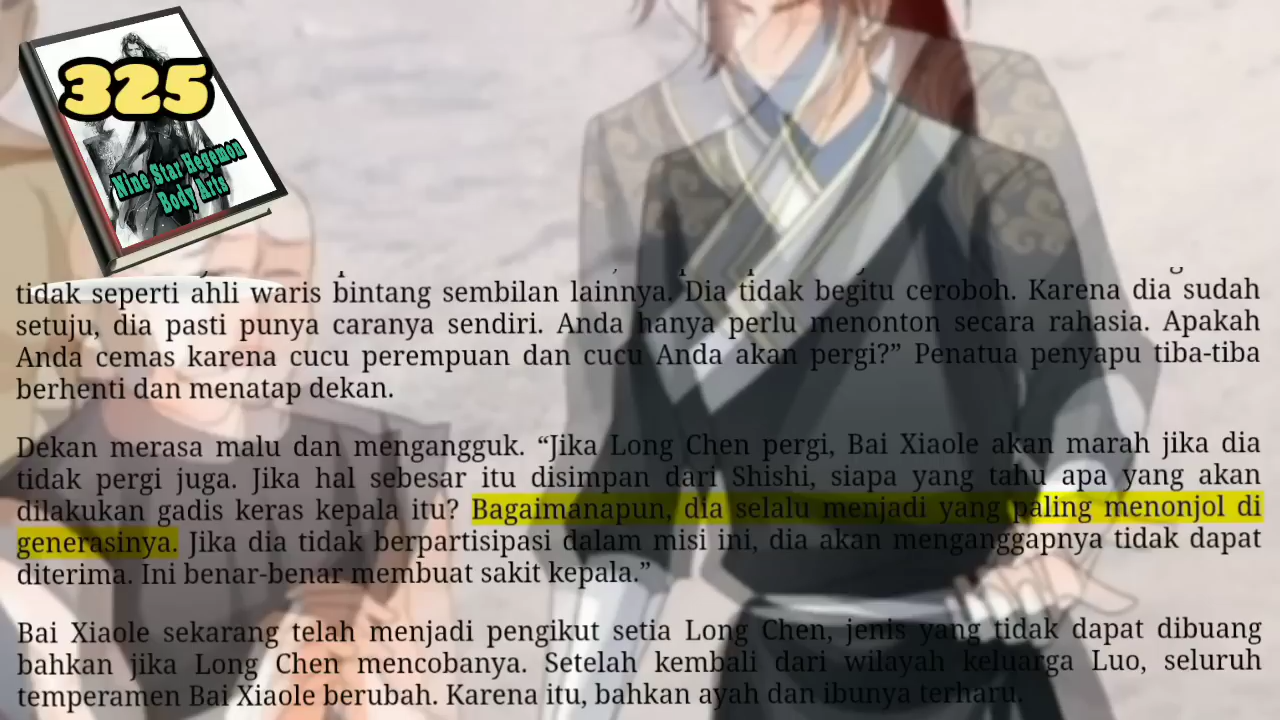 325
Nine Star Hegemon
Body Arts
tidak seperti ahli waris bintang sembilan lainnya. Dia tidak begitu ceroboh. Karena dia sudah
setuju, dia pasti punya caranya sendiri. Anda hanya perlu menonton secara rahasia. Apakah
Anda cemas karena cucu perempuan dan cucu Anda akan pergi?” Penatua penyapu tiba-tiba
berhenti dan menatap dekan.
Dekan merasa malu dan mengangguk. “Jika Long Chen pergi, Bai Xiaole akan marah jika dia
tidak pergi juga. Jika hal sebesar itu disimpan dari Shishi, siapa yang tahu apa yang akan
dilakukan gadis keras kepala itu? Bagaimanapun, dia selalu menjadi yang paling menonjol di
generasinya. Jika dia tidak berpartisipasi dalam misi ini, dia akan menganggapnya tidak dapat
diterima. Ini benar-benar membuat sakit kepala.”
Bai Xiaole sekarang telah menjadi pengikut setia Long Chen, jenis yang tidak dapat dibuang
bahkan jika Long Chen mencobanya. Setelah kembali dari wilayah keluarga Luo, seluruh
temperamen Bai Xiaole berubah. Karena itu, bahkan ayah dan ibunya terharu.